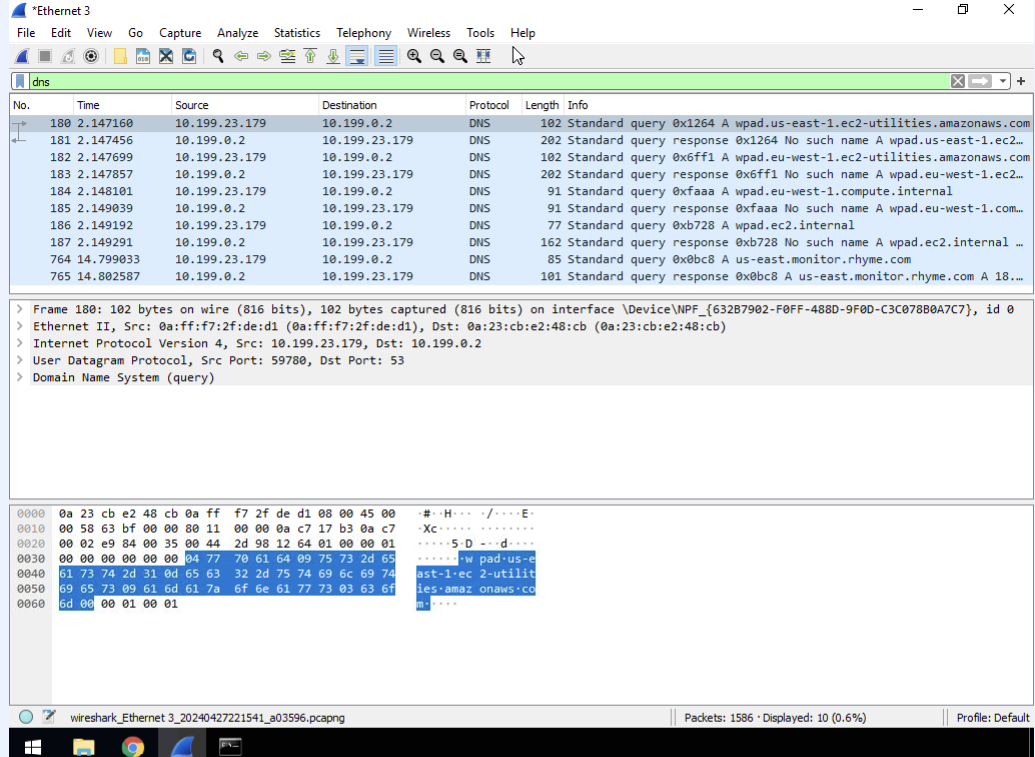 *Ethernet 3
File Edit View Go Capture Analyze Statistics Telephony Wireless Tools Help
dns
No. Time Source Destination Protocol Length Info
180 2.147160 10.199.23.179 10.199.0.2 DNS 102 Standard query 0x1264 A wpad.us-east-1.ec2-utilities.amazonaws.com
181 2.147456 10.199.0.2 10.199.23.179 DNS 202 Standard query response 0x1264 No such name A wpad.us-east-1.ec2…
182 2.147699 10.199.23.179 10.199.0.2 DNS 102 Standard query 0x6ff1 A wpad.eu-west-1.ec2-utilities.amazonaws.com
183 2.147857 10.199.0.2 10.199.23.179 DNS 202 Standard query response 0x6ff1 No such name A wpad.eu-west-1.ec2…
184 2.148101 10.199.23.179 10.199.0.2 DNS 91 Standard query 0xfaaa A wpad.eu-west-1.compute.internal
185 2.149039 10.199.0.2 10.199.23.179 DNS 91 Standard query response 0xfaaa No such name A wpad.eu-west-1.com…
186 2.149192 10.199.23.179 10.199.0.2 DNS 77 Standard query 0xb728 A wpad.ec2.internal
187 2.149291 10.199.0.2 10.199.23.179 DNS 162 Standard query response 0xb728 No such name A wpad.ec2.internal …
764 14.799033 10.199.23.179 10.199.0.2 DNS 85 Standard query 0x0bc8 A us-east.monitor.rhyme.com
765 14.802587 10.199.0.2 10.199.23.179 DNS 101 Standard query response 0x0bc8 A us-east.monitor.rhyme.com A 18.…
> Frame 180: 102 bytes on wire (816 bits), 102 bytes captured (816 bits) on interface \Device\NPF_{632B7902-F0FF-488D-9F0D-C3C078B0A7C7}, id 0
> Ethernet II, Src: 0a:ff:f7:2f:de:d1 (0a:ff:f7:2f:de:d1), Dst: 0a:23:cb:e2:48:cb (0a:23:cb:e2:48:cb)
> Internet Protocol Version 4, Src: 10.199.23.179, Dst: 10.199.0.2
> User Datagram Protocol, Src Port: 59780, Dst Port: 53
> Domain Name System (query)
0000 0a 23 cb e2 48 cb 0a ff f7 2f de d1 08 00 45 00 ·#··H··· ·/····E·
0010 00 58 63 bf 00 00 80 11 00 00 0a c7 17 b3 0a c7 ·Xc····· ········
0020 00 02 e9 84 00 35 00 44 2d 98 12 64 01 00 00 01 ·····5·D -··d····
0030 00 00 00 00 00 00 04 77 70 61 64 09 75 73 2d 65 ·······w pad·us-e
0040 61 73 74 2d 31 0d 65 63 32 2d 75 74 69 6c 69 74 ast-1·ec 2-utilit
0050 69 65 73 09 61 6d 61 7a 6f 6e 61 77 73 03 63 6f ies·amaz onaws·co
0060 6d 00 00 01 00 01 m·····
wireshark_Ethernet 3_20240427221541_a03596.pcapng Packets: 1586 · Displayed: 10 (0.6%) Profile: Default